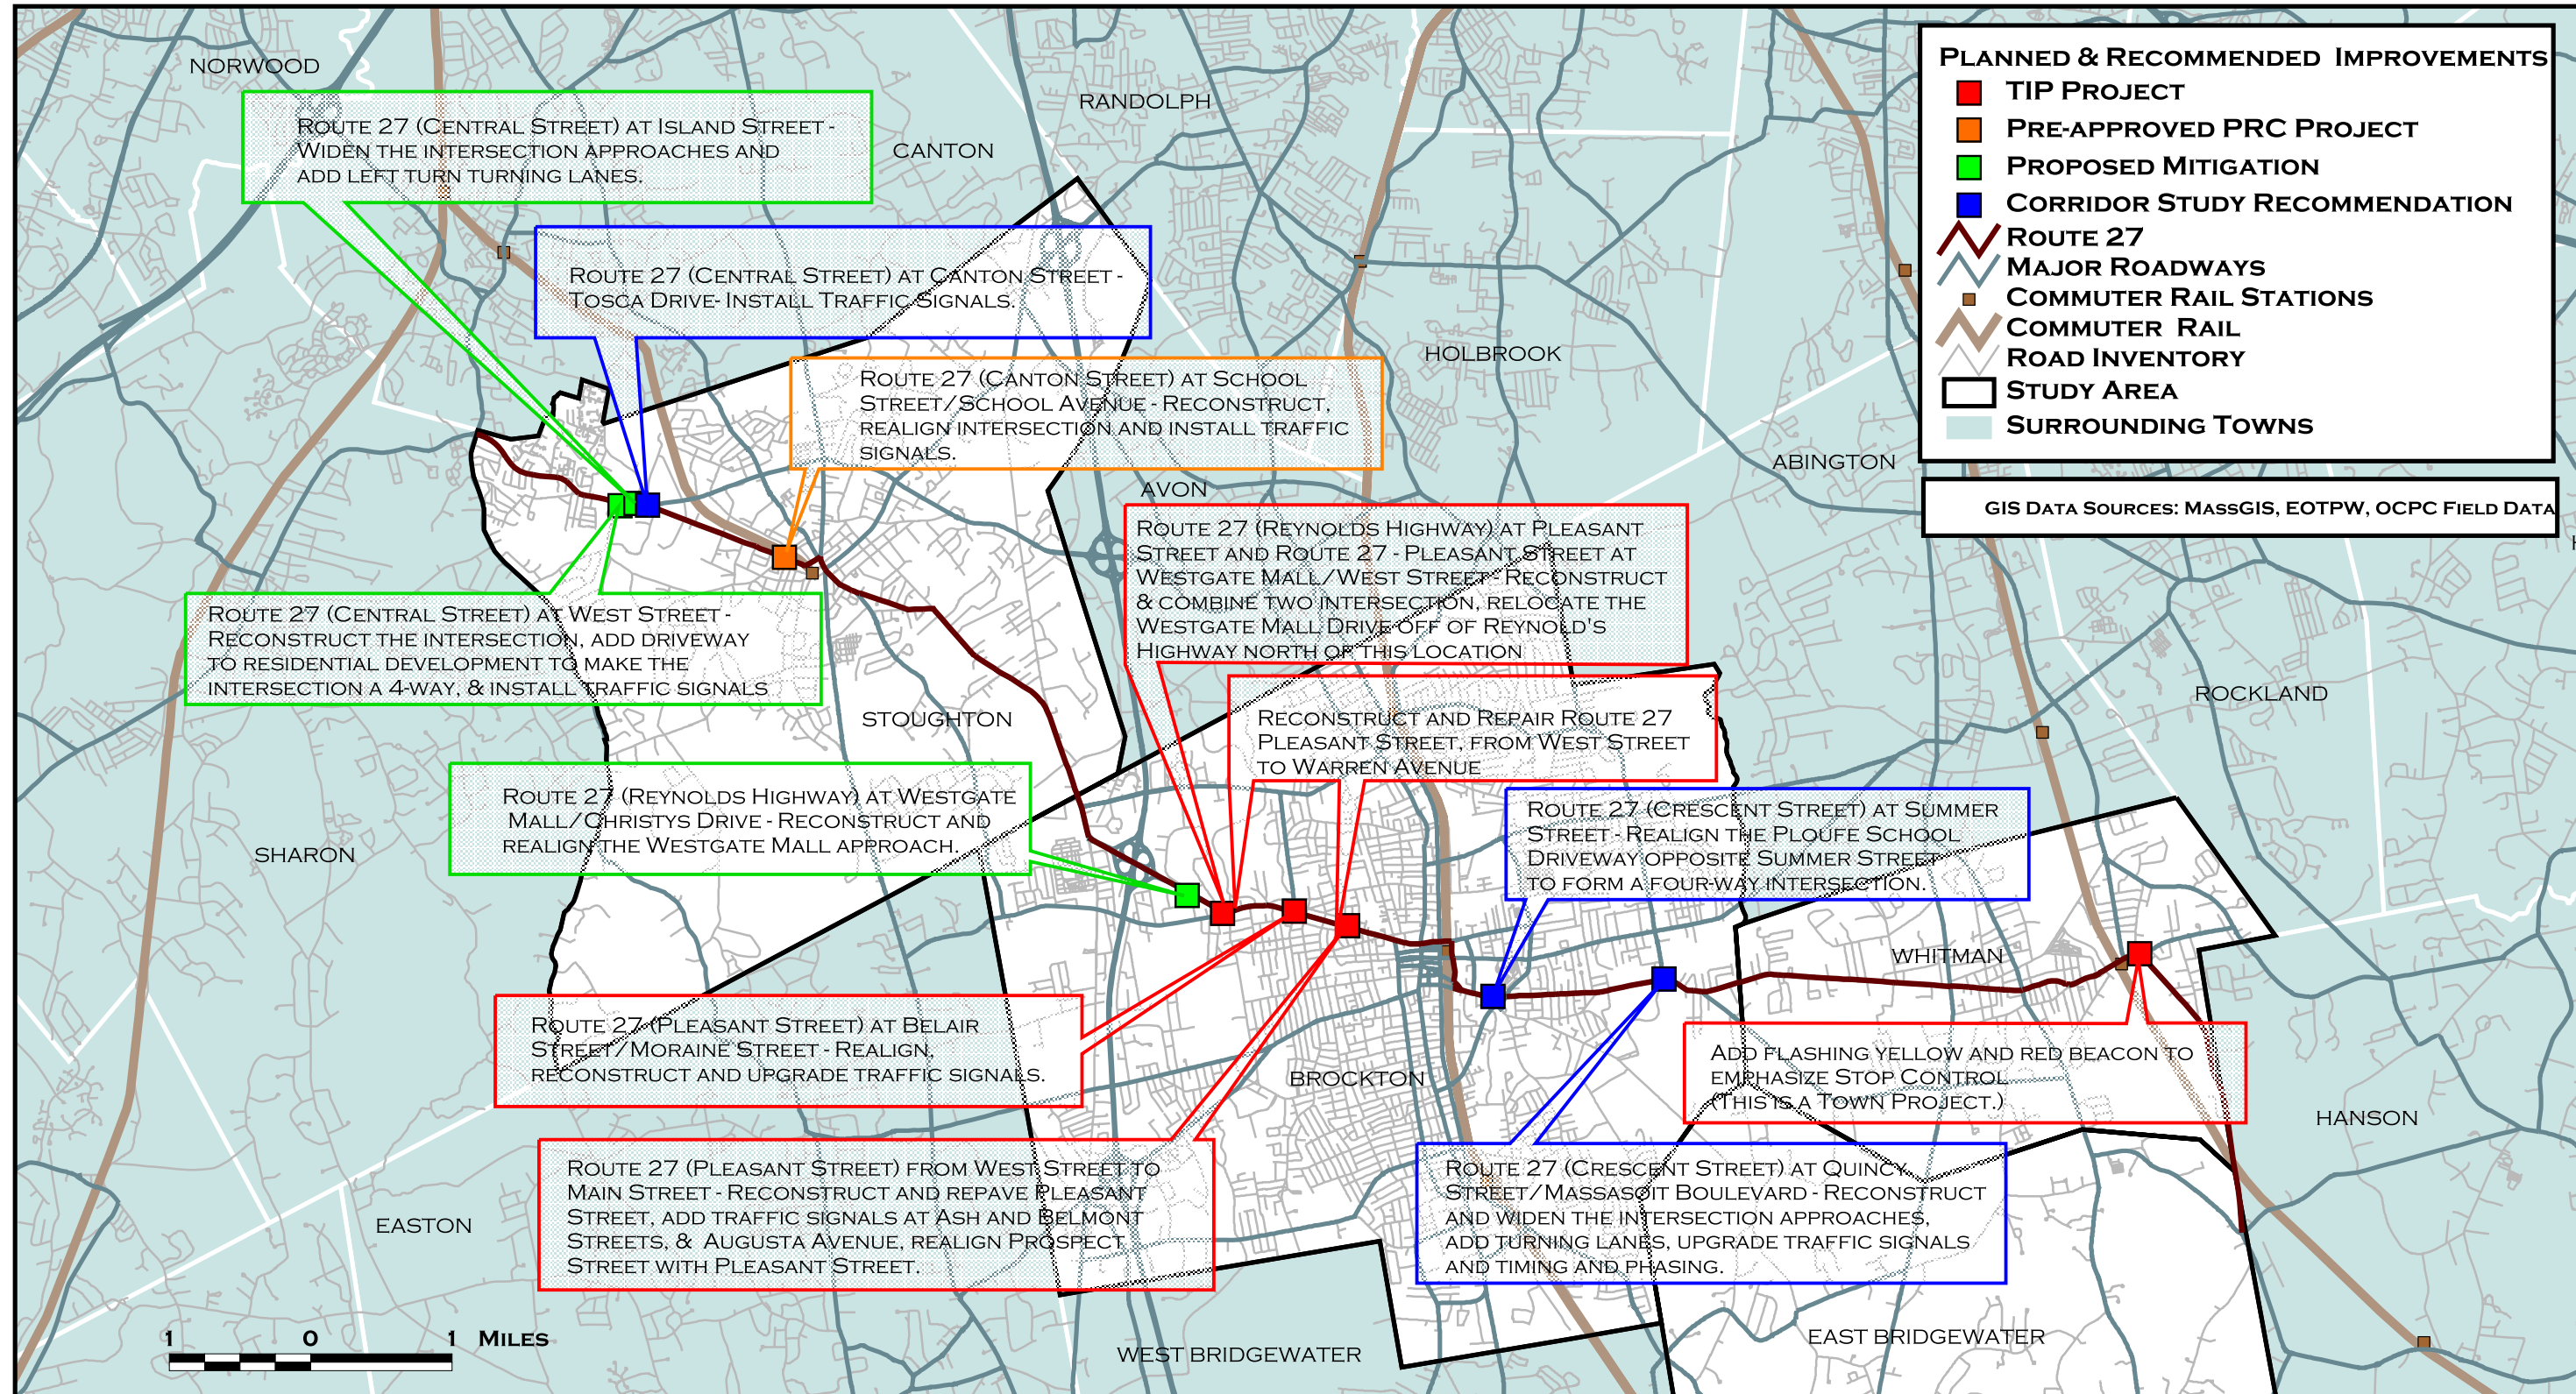 NORWOOD
RANDOLPH
CANTON
HOLBROOK
AVON
ABINGTON
ROCKLAND
STOUGHTON
SHARON
WHITMAN
BROCKTON
HANSON
EASTON
WEST BRIDGEWATER
EAST BRIDGEWATER
ROUTE 27 (CENTRAL STREET) AT ISLAND STREET -
WIDEN THE INTERSECTION APPROACHES AND
ADD LEFT TURN TURNING LANES.
ROUTE 27 (CENTRAL STREET) AT CANTON STREET -
TOSCA DRIVE- INSTALL TRAFFIC SIGNALS.
ROUTE 27 (CANTON STREET) AT SCHOOL
STREET/SCHOOL AVENUE - RECONSTRUCT,
REALIGN INTERSECTION AND INSTALL TRAFFIC
SIGNALS.
ROUTE 27 (REYNOLDS HIGHWAY) AT PLEASANT
STREET AND ROUTE 27 - PLEASANT STREET AT
WESTGATE MALL/WEST STREET - RECONSTRUCT
& COMBINE TWO INTERSECTION, RELOCATE THE
WESTGATE MALL DRIVE OFF OF REYNOLD'S
HIGHWAY NORTH OF THIS LOCATION
ROUTE 27 (CENTRAL STREET) AT WEST STREET -
RECONSTRUCT THE INTERSECTION, ADD DRIVEWAY
TO RESIDENTIAL DEVELOPMENT TO MAKE THE
INTERSECTION A 4-WAY, & INSTALL TRAFFIC SIGNALS
RECONSTRUCT AND REPAIR ROUTE 27
PLEASANT STREET, FROM WEST STREET
TO WARREN AVENUE
ROUTE 27 (REYNOLDS HIGHWAY) AT WESTGATE
MALL/CHRISTYS DRIVE - RECONSTRUCT AND
REALIGN THE WESTGATE MALL APPROACH.
ROUTE 27 (CRESCENT STREET) AT SUMMER
STREET - REALIGN THE PLOUFE SCHOOL
DRIVEWAY OPPOSITE SUMMER STREET
TO FORM A FOUR-WAY INTERSECTION.
ROUTE 27 (PLEASANT STREET) AT BELAIR
STREET/MORAINE STREET - REALIGN,
RECONSTRUCT AND UPGRADE TRAFFIC SIGNALS.
ADD FLASHING YELLOW AND RED BEACON TO
EMPHASIZE STOP CONTROL
(THIS IS A TOWN PROJECT.)
ROUTE 27 (PLEASANT STREET) FROM WEST STREET TO
MAIN STREET - RECONSTRUCT AND REPAVE PLEASANT
STREET, ADD TRAFFIC SIGNALS AT ASH AND BELMONT
STREETS, & AUGUSTA AVENUE, REALIGN PROSPECT
STREET WITH PLEASANT STREET.
ROUTE 27 (CRESCENT STREET) AT QUINCY
STREET/MASSASOIT BOULEVARD - RECONSTRUCT
AND WIDEN THE INTERSECTION APPROACHES,
ADD TURNING LANES, UPGRADE TRAFFIC SIGNALS
AND TIMING AND PHASING.
PLANNED & RECOMMENDED IMPROVEMENTS
TIP PROJECT
PRE-APPROVED PRC PROJECT
PROPOSED MITIGATION
CORRIDOR STUDY RECOMMENDATION
ROUTE 27
MAJOR ROADWAYS
COMMUTER RAIL STATIONS
COMMUTER RAIL
ROAD INVENTORY
STUDY AREA
SURROUNDING TOWNS
GIS DATA SOURCES: MASSGIS, EOTPW, OCPC FIELD DATA
1 0 1 MILES